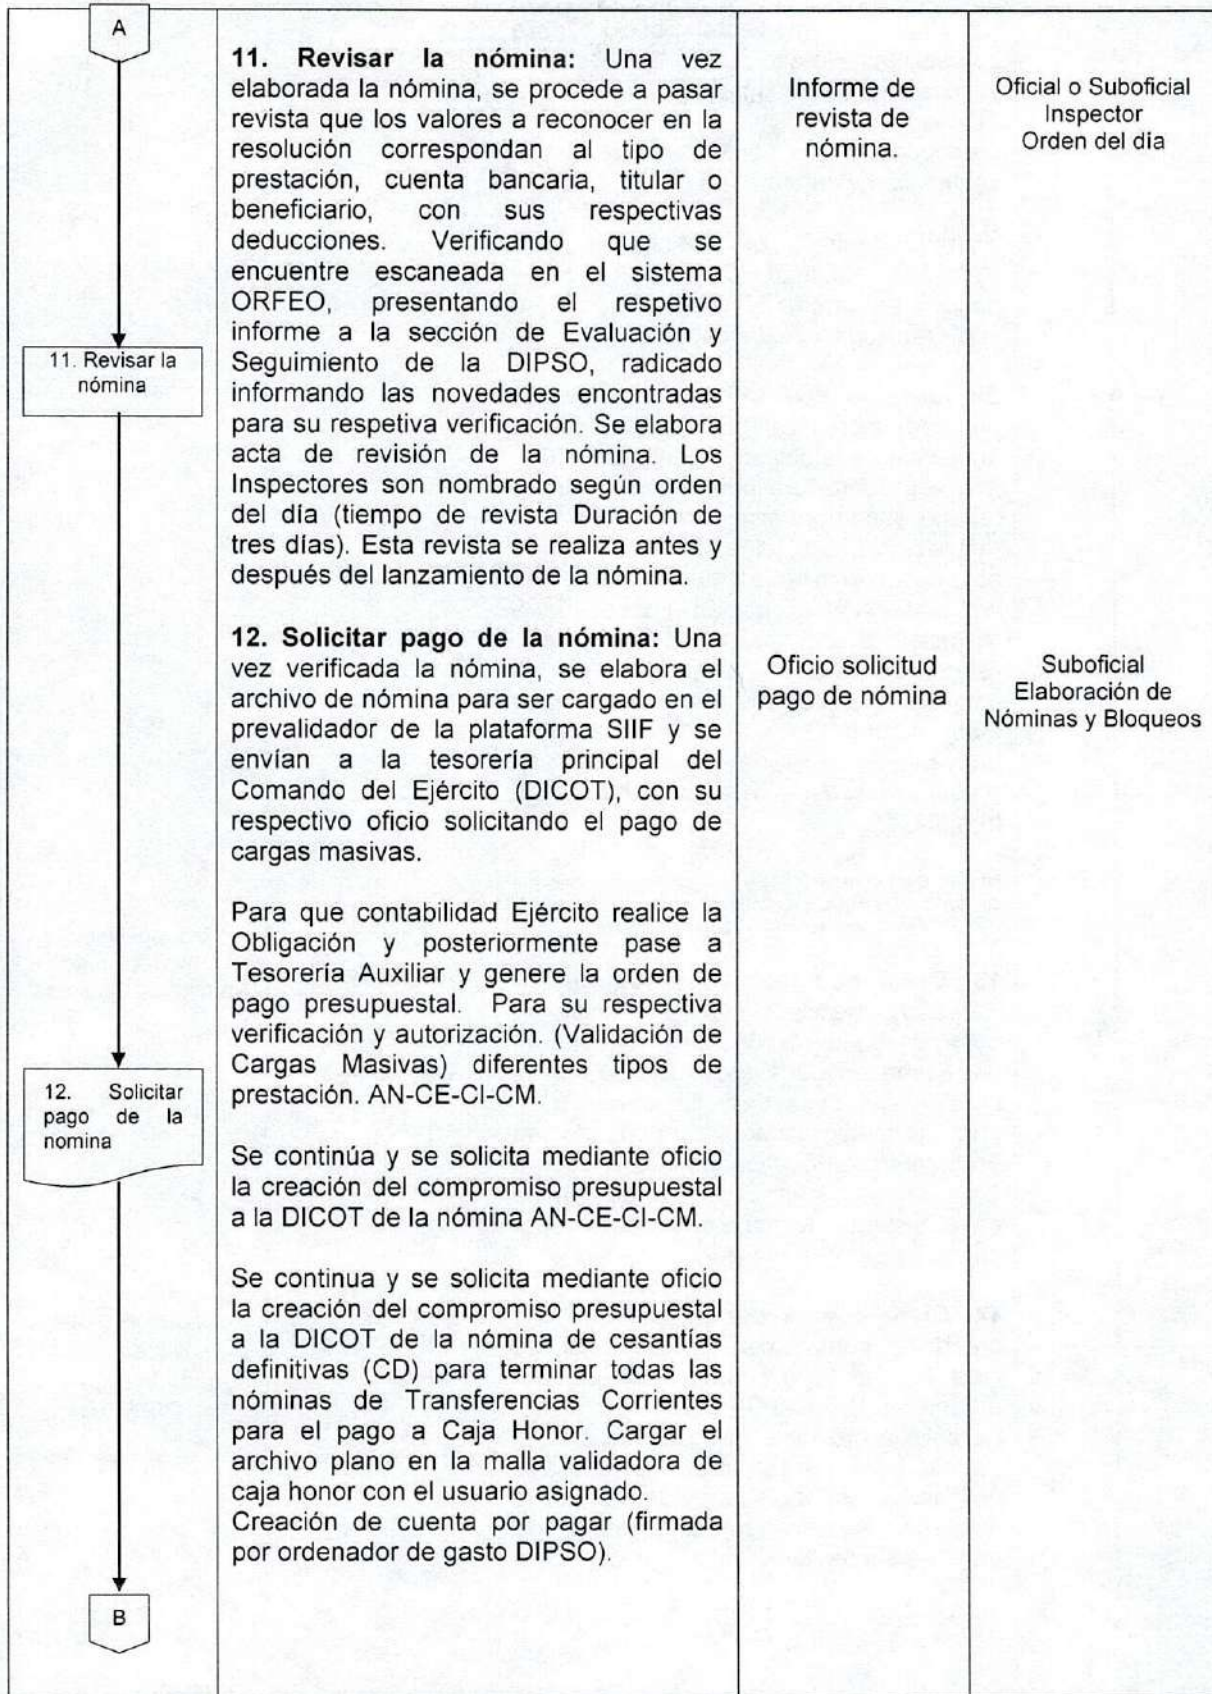 A
11. Revisar la nómina: Una vez
elaborada la nómina, se procede a pasar
revista que los valores a reconocer en la
resolución correspondan al tipo de
prestación, cuenta bancaria, titular o
beneficiario, con sus respectivas
deducciones. Verificando que se
encuentre escaneada en el sistema
ORFEO, presentando el respetivo
informe a la sección de Evaluación y
Seguimiento de la DIPSO, radicado
informando las novedades encontradas
para su respetiva verificación. Se elabora
acta de revisión de la nómina. Los
Inspectores son nombrado según orden
del día (tiempo de revista Duración de
tres días). Esta revista se realiza antes y
después del lanzamiento de la nómina.
Informe de
revista de
nómina.
Oficial o Suboficial
Inspector
Orden del día
11. Revisar la
nómina
12. Solicitar pago de la nómina: Una
vez verificada la nómina, se elabora el
archivo de nómina para ser cargado en el
prevalidador de la plataforma SIIF y se
envían a la tesorería principal del
Comando del Ejército (DICOT), con su
respectivo oficio solicitando el pago de
cargas masivas.
Oficio solicitud
pago de nómina
Suboficial
Elaboración de
Nóminas y Bloqueos
Para que contabilidad Ejército realice la
Obligación y posteriormente pase a
Tesorería Auxiliar y genere la orden de
pago presupuestal. Para su respectiva
verificación y autorización. (Validación de
Cargas Masivas) diferentes tipos de
prestación. AN-CE-CI-CM.
12. Solicitar
pago de la
nomina
Se continúa y se solicita mediante oficio
la creación del compromiso presupuestal
a la DICOT de la nómina AN-CE-CI-CM.
Se continua y se solicita mediante oficio
la creación del compromiso presupuestal
a la DICOT de la nómina de cesantías
definitivas (CD) para terminar todas las
nóminas de Transferencias Corrientes
para el pago a Caja Honor. Cargar el
archivo plano en la malla validadora de
caja honor con el usuario asignado.
Creación de cuenta por pagar (firmada
por ordenador de gasto DIPSO).
B